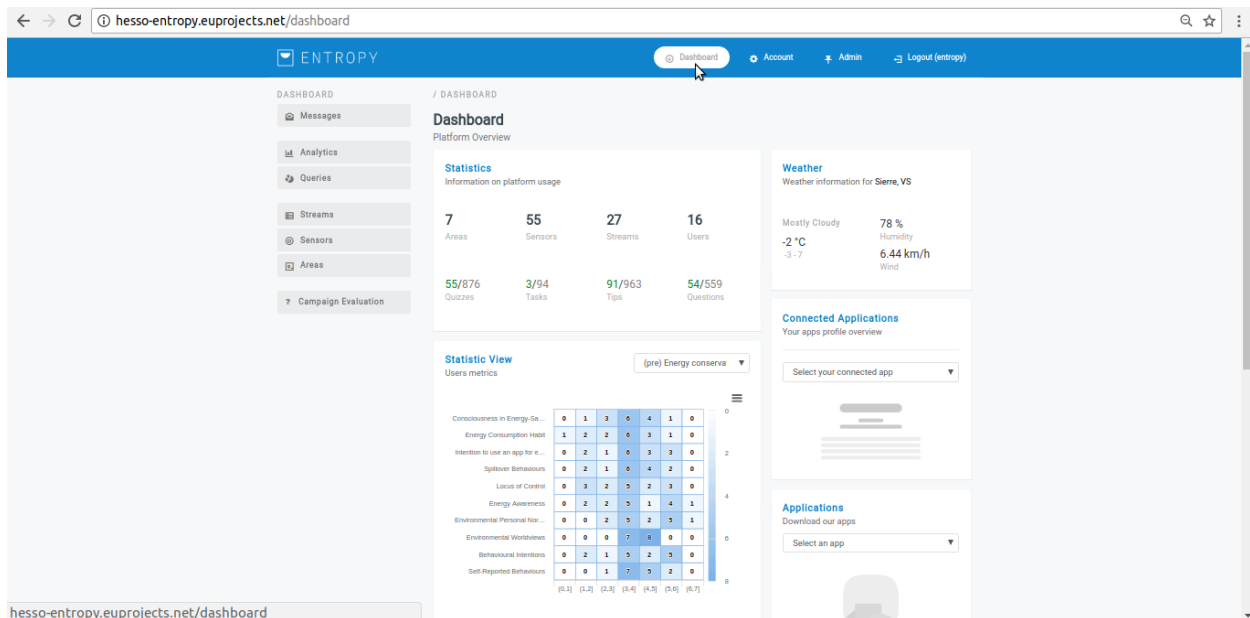 hesso-entropy.euprojects.net/dashboard
ENTROPY
Dashboard
Account
Admin
Logout (entropy)
DASHBOARD
Messages
Analytics
Queries
Streams
Sensors
Areas
? Campaign Evaluation
/ DASHBOARD
Dashboard
Platform Overview
Statistics
Information on platform usage
7 55 27 16
Areas Sensors Streams Users
55/876 3/94 91/963 54/559
Quizzes Tasks Tips Questions
Weather
Weather information for Sierre, VS
Mostly Cloudy 78 %
Humidity
-2 °C
-3 - 7
6.44 km/h
Wind
Connected Applications
Your apps profile overview
Select your connected app
Statistic View
Users metrics
(pre) Energy conserva
Consciousness in Energy-Sa... 0 1 3 6 4 1 0
Energy Consumption Habit 1 2 2 6 3 1 0
Intention to use an app for e... 0 2 1 6 3 3 0
Spillover Behaviours 0 2 1 6 4 2 0
Locus of Control 0 3 2 5 2 3 0
Energy Awareness 0 2 2 5 1 4 1
Environmental Personal Nor... 0 0 2 5 2 5 1
Environmental Worldviews 0 0 0 7 8 0 0
Behavioural Intentions 0 2 1 5 2 5 0
Self-Reported Behaviours 0 0 1 7 5 2 0
(0,1] (1,2] (2,3] (3,4] (4,5] (5,6] (6,7]
0
2
4
6
8
Applications
Download our apps
Select an app
hesso-entropy.euprojects.net/dashboard